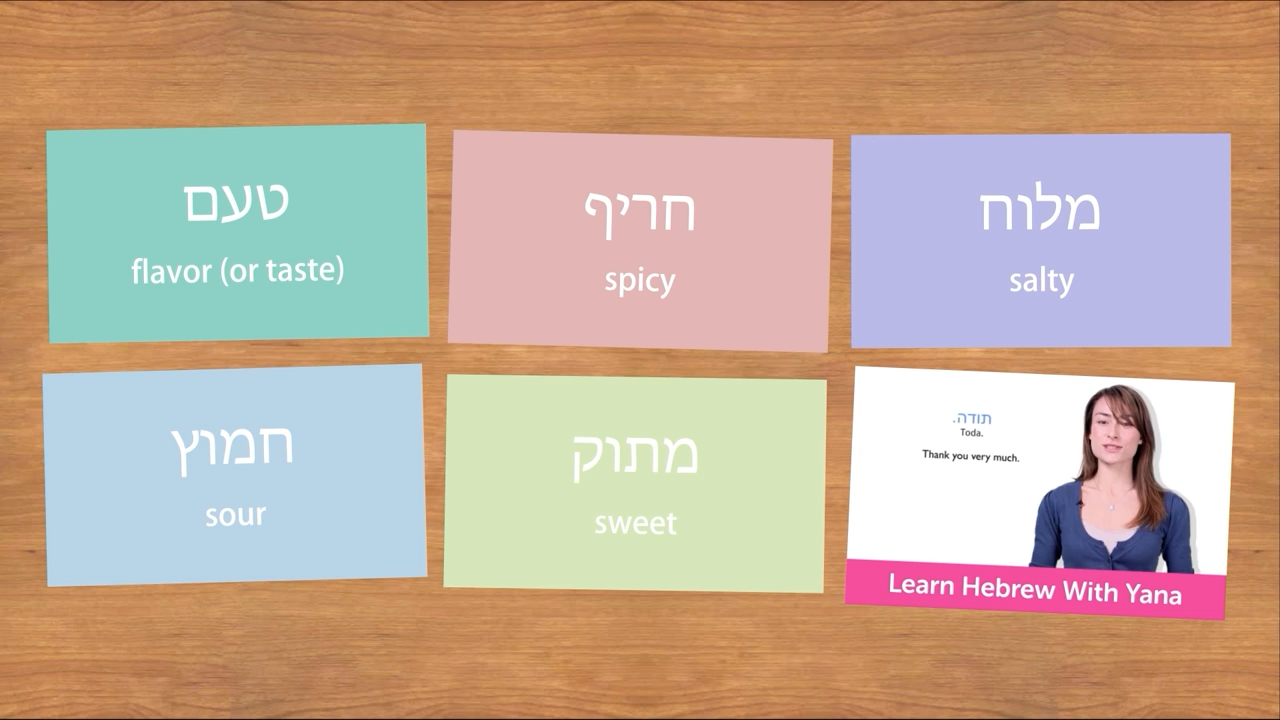 טעם
flavor (or taste)
חריף
spicy
מלוח
salty
חמוץ
sour
מתוק
sweet
תודה.
Toda.
Thank you very much.
Learn Hebrew With Yana